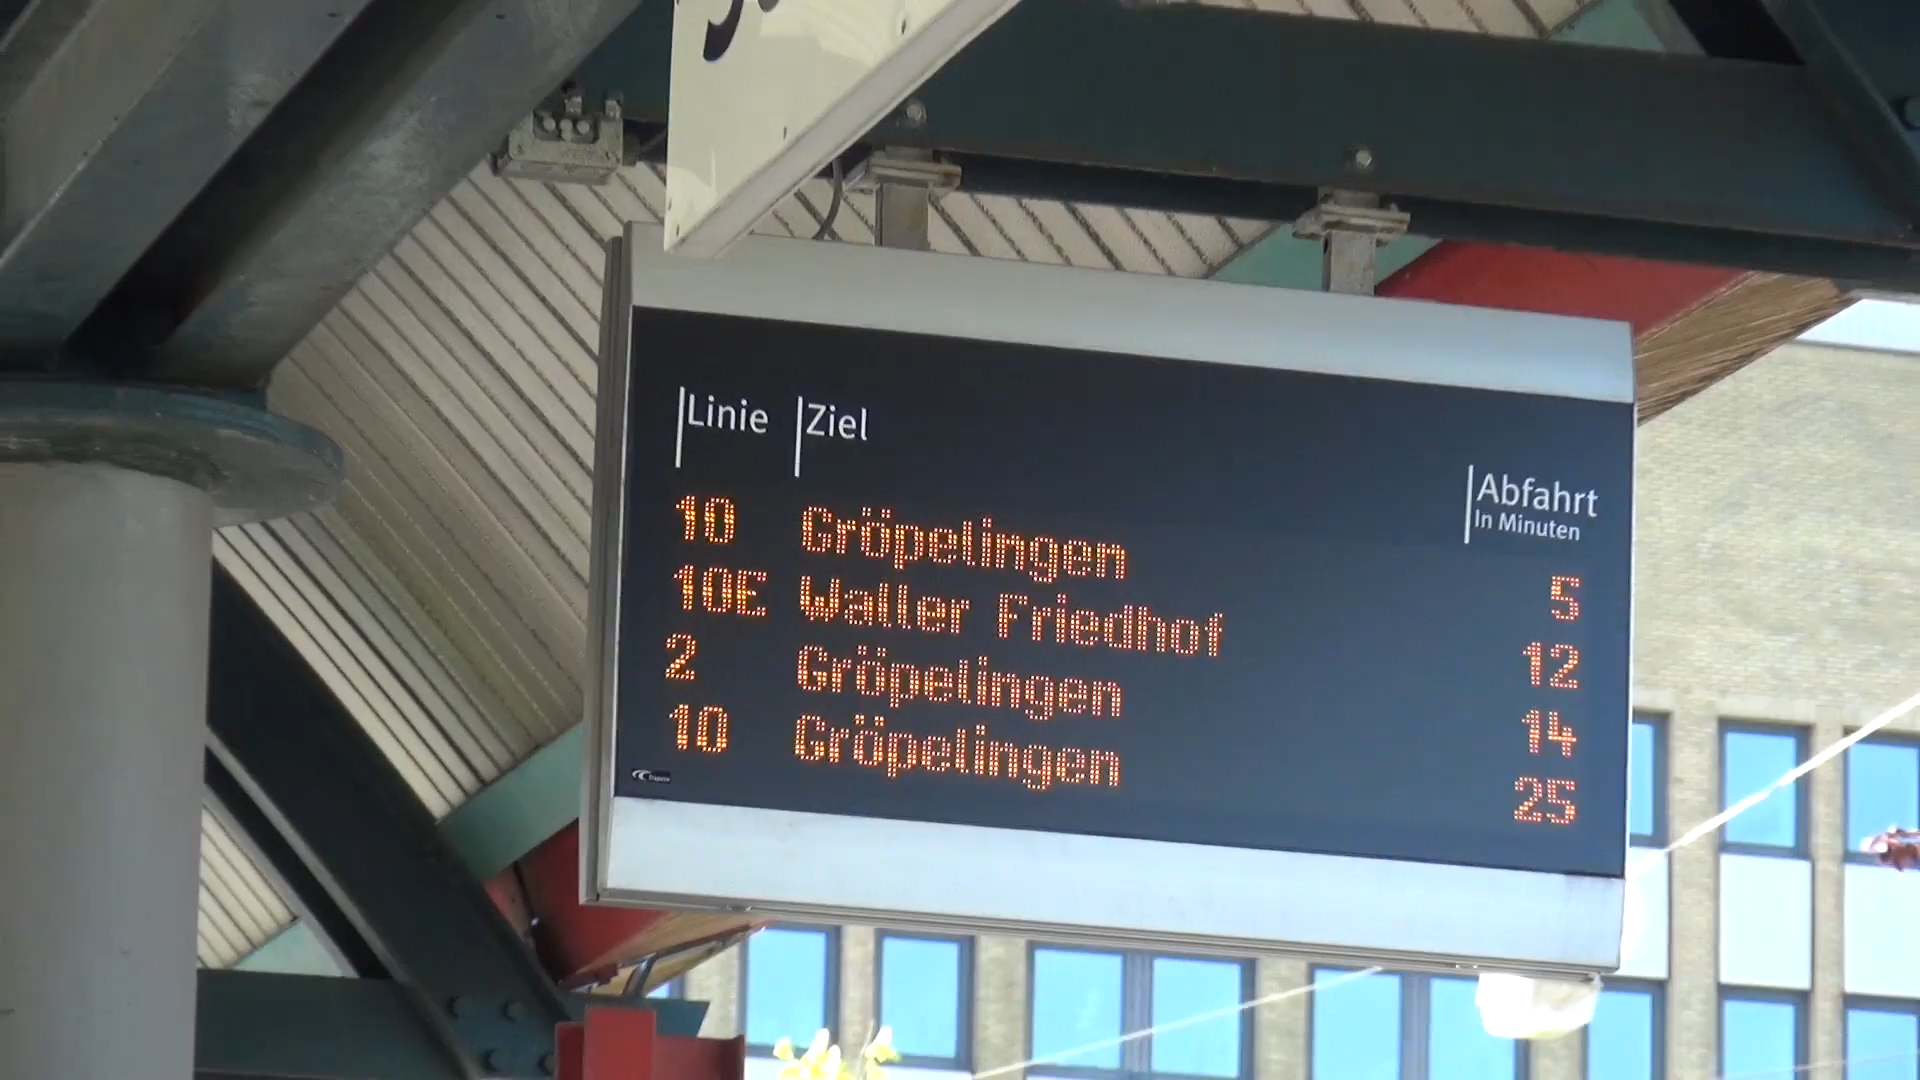 Linie Ziel Abfahrt
In Minuten
10 Gröpelingen 5
10E Waller Friedhof 12
2 Gröpelingen 14
10 Gröpelingen 25